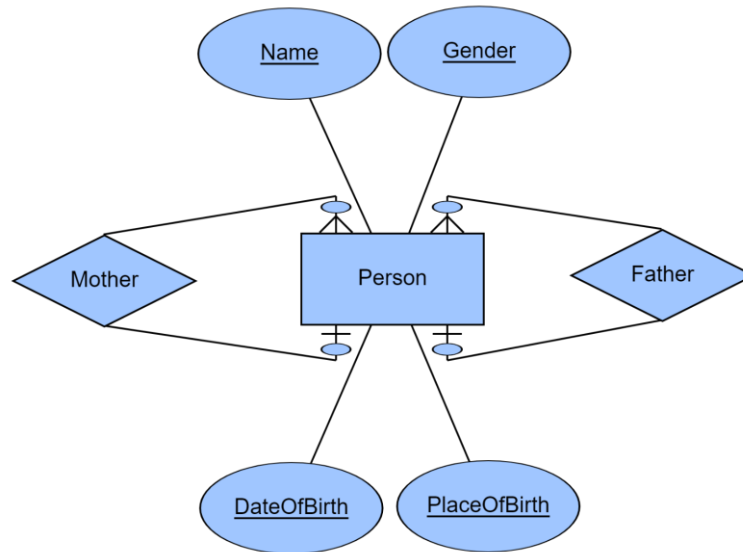 Name
Gender
Mother
Person
Father
DateOfBirth
PlaceOfBirth